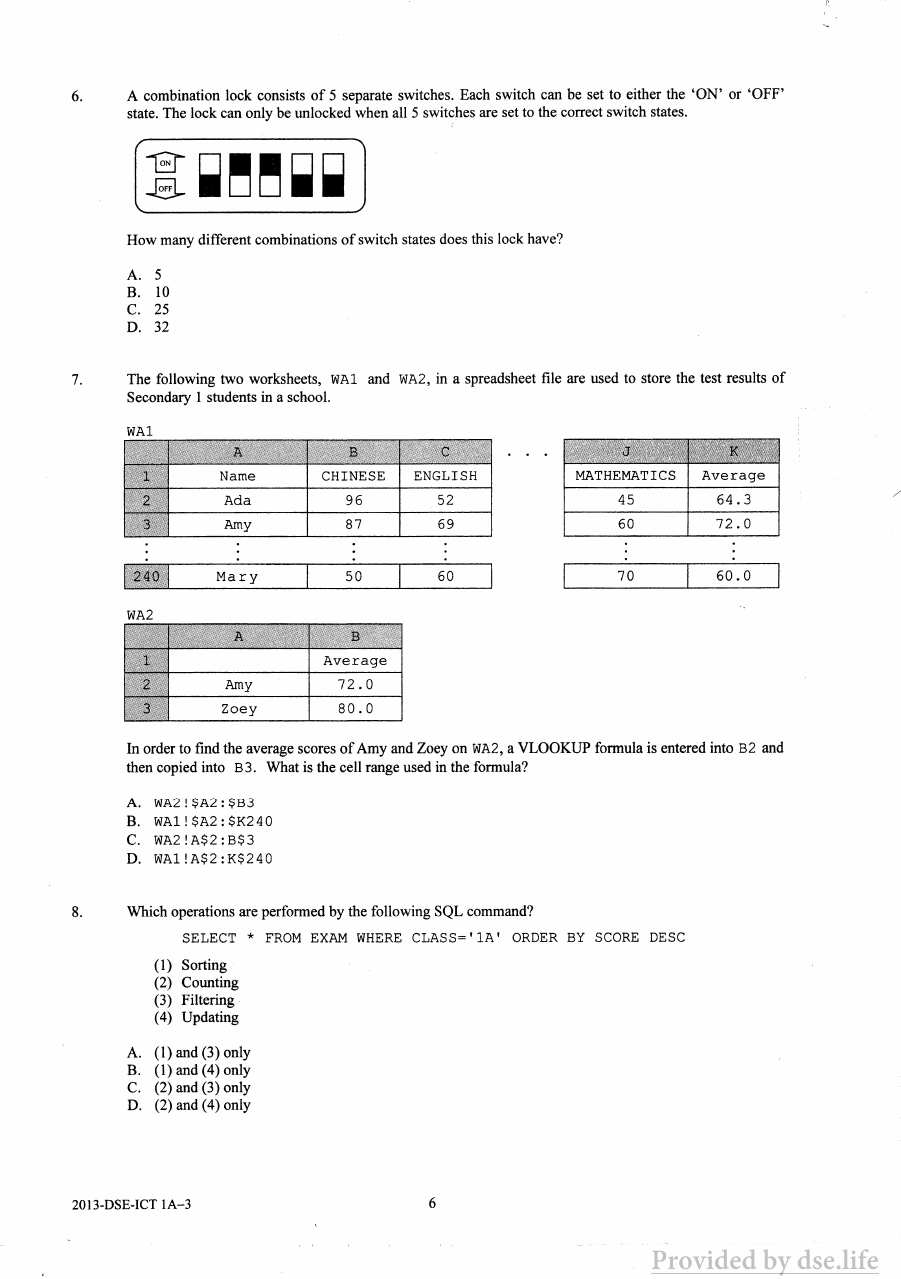 6. A combination lock consists of 5 separate switches. Each switch can be set to either the ‘ON’ or ‘OFF’
state. The lock can only be unlocked when all 5 switches are set to the correct switch states.
ON
OFF
How many different combinations of switch states does this lock have?
A. 5
B. 10
C. 25
D. 32
7. The following two worksheets, WA1 and WA2, in a spreadsheet file are used to store the test results of
Secondary 1 students in a school.
WA1
A B C . . . J K
1 Name CHINESE ENGLISH MATHEMATICS Average
2 Ada 96 52 45 64.3
3 Amy 87 69 60 72.0
⋮ ⋮ ⋮ ⋮ ⋮ ⋮
240 Mary 50 60 70 60.0
WA2
A B
1 Average
2 Amy 72.0
3 Zoey 80.0
In order to find the average scores of Amy and Zoey on WA2, a VLOOKUP formula is entered into B2 and
then copied into B3. What is the cell range used in the formula?
A. WA2!$A2:$B3
B. WA1!$A2:$K240
C. WA2!A$2:B$3
D. WA1!A$2:K$240
8. Which operations are performed by the following SQL command?
SELECT * FROM EXAM WHERE CLASS='1A' ORDER BY SCORE DESC
(1) Sorting
(2) Counting
(3) Filtering
(4) Updating
A. (1) and (3) only
B. (1) and (4) only
C. (2) and (3) only
D. (2) and (4) only
2013-DSE-ICT 1A–3 6
Provided by dse.life